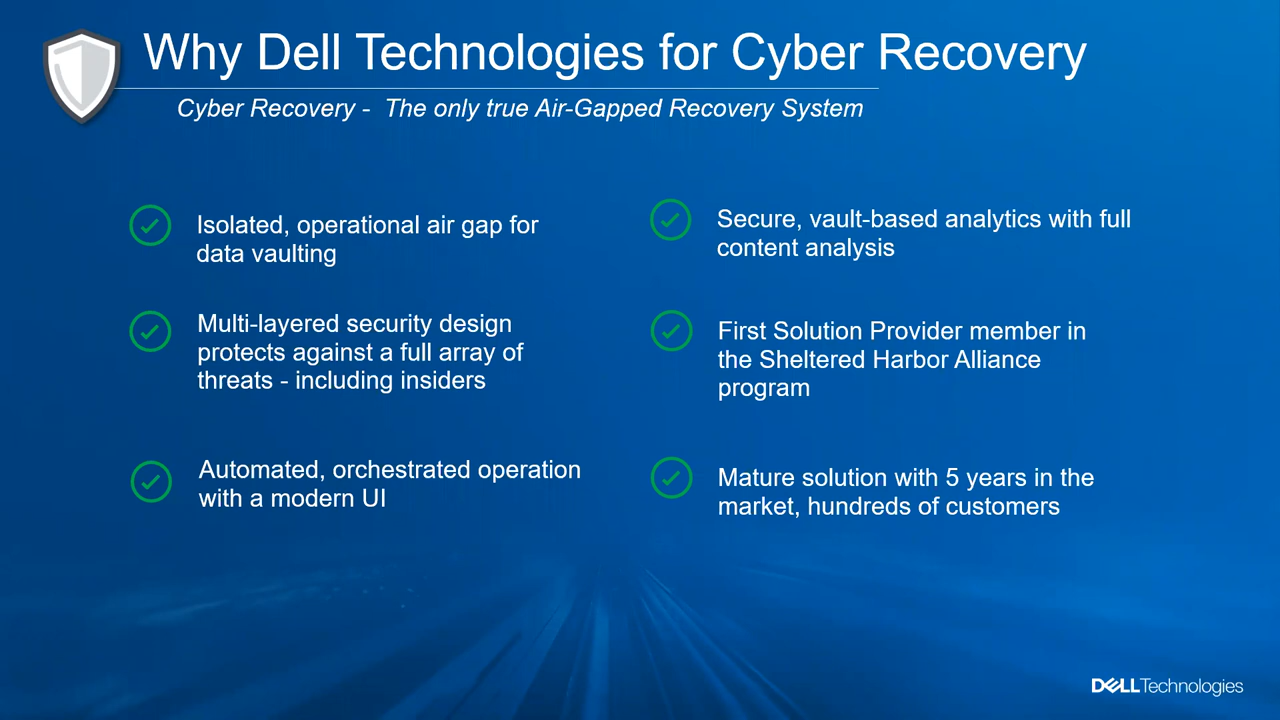 Why Dell Technologies for Cyber Recovery
Cyber Recovery - The only true Air-Gapped Recovery System
Isolated, operational air gap for
data vaulting
Multi-layered security design
protects against a full array of
threats - including insiders
Automated, orchestrated operation
with a modern UI
Secure, vault-based analytics with full
content analysis
First Solution Provider member in
the Sheltered Harbor Alliance
program
Mature solution with 5 years in the
market, hundreds of customers
DELL Technologies